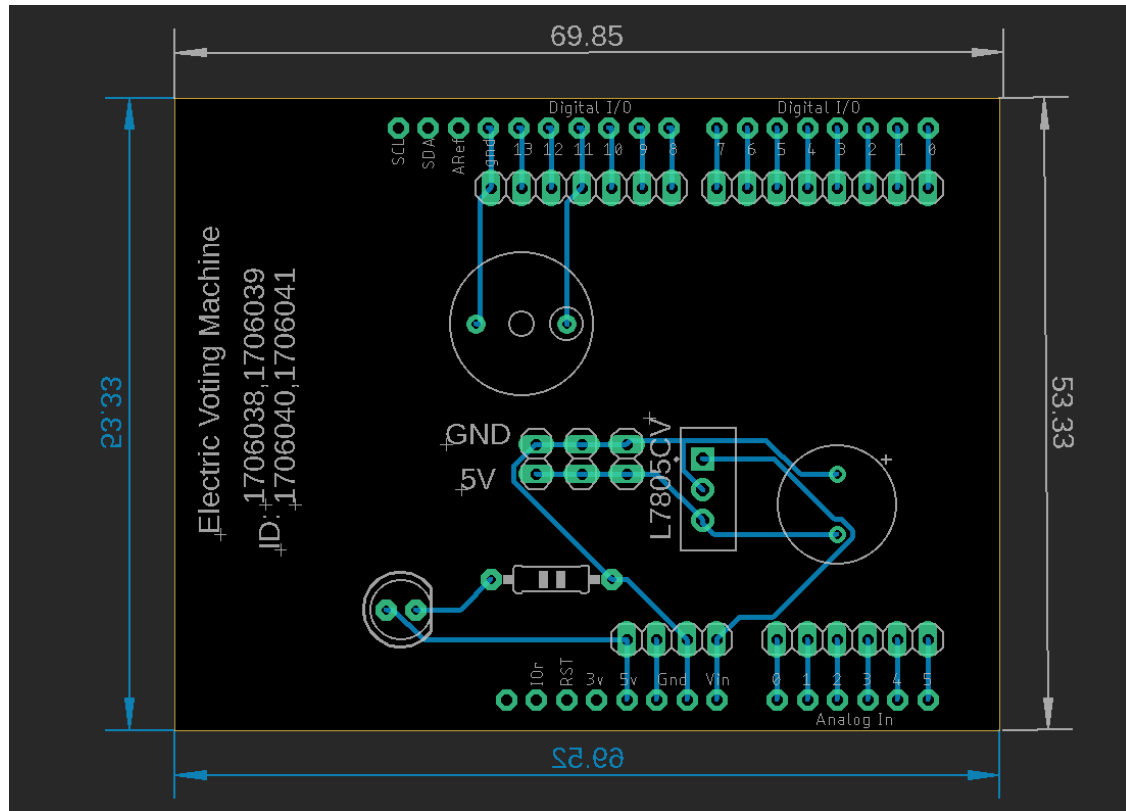 69.85
Digital I/O
Digital I/O
SCL
SDA
ARef
gnd
13
12
11
10
9
8
7
6
5
4
3
2
1
0
Electric Voting Machine
ID: 1706038,1706039
1706040,1706041
53.33
53.33
GND
5V
L7805CV
+
IOr
RST
3v
5v
Gnd
Vin
0
1
2
3
4
5
Analog In
69.52